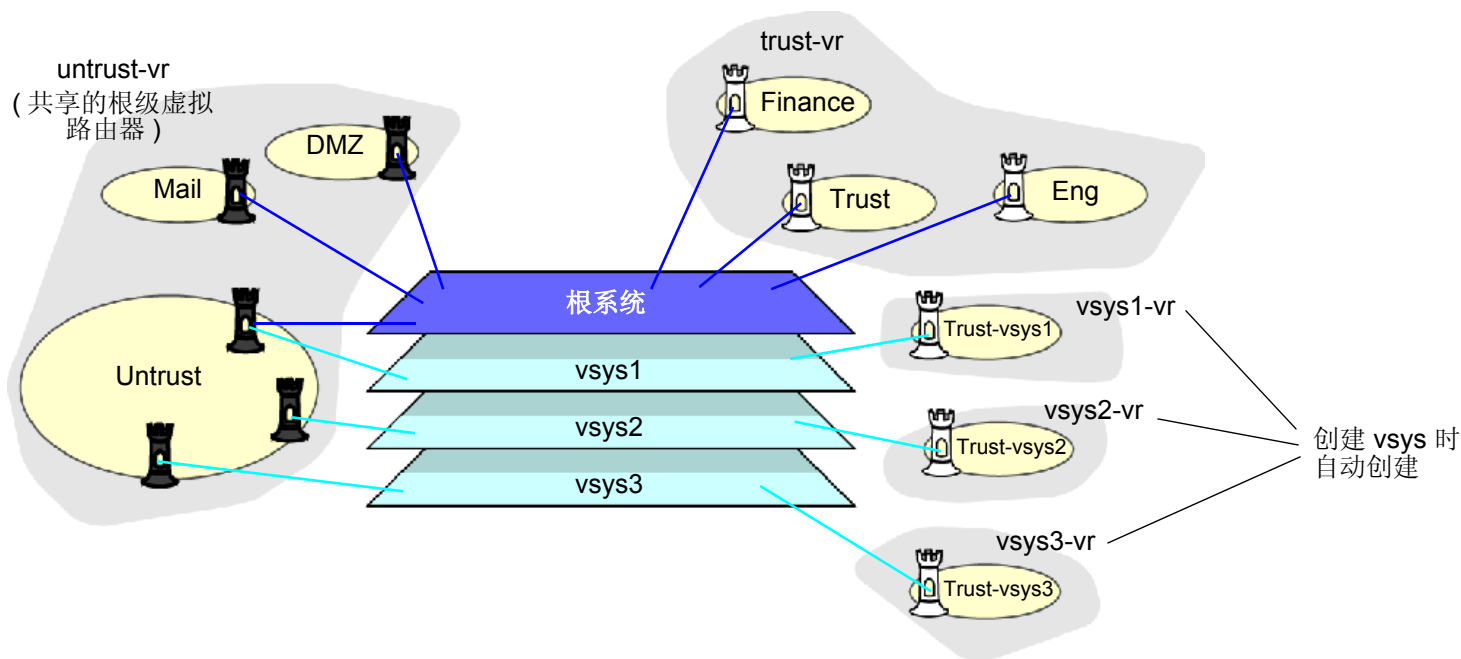 untrust-vr
( 共享的根级虚拟
路由器 )
DMZ
Mail
Untrust
trust-vr
Finance
Trust
Eng
根系统
vsys1
vsys2
vsys3
vsys1-vr
Trust-vsys1
vsys2-vr
Trust-vsys2
vsys3-vr
Trust-vsys3
创建 vsys 时
自动创建